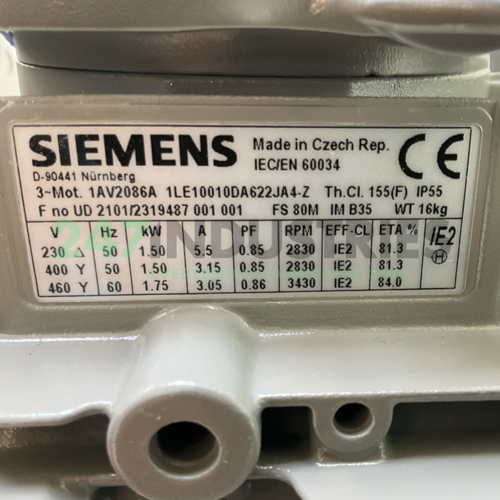 SIEMENS
Made in Czech Rep.
IEC/EN 60034
CE
D-90441 Nürnberg
3~Mot. 1AV2086A 1LE10010DA622JA4-Z Th.Cl. 155(F) IP55
F no UD 2101/2319487 001 001 FS 80M IM B35 WT 16kg
V Hz kW A PF RPM EFF-CL ETA % IE2
230 Δ 50 1.50 5.5 0.85 2830 IE2 81.3 H
400 Y 50 1.50 3.15 0.85 2830 IE2 81.3
460 Y 60 1.75 3.05 0.86 3430 IE2 84.0
247 INDUSTRIES